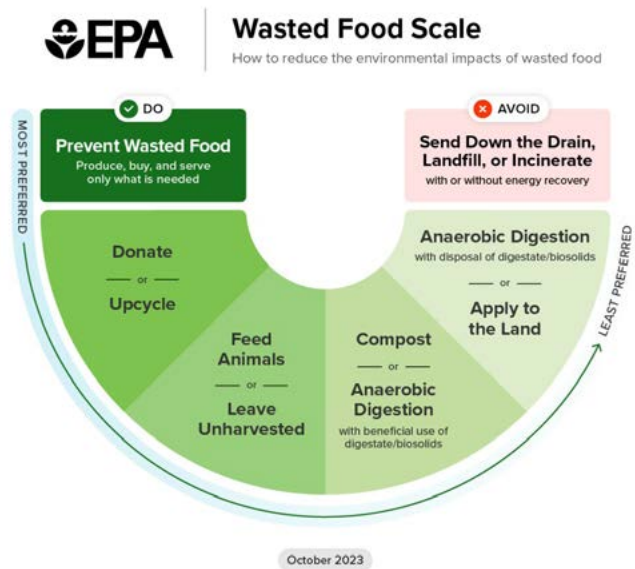 EPA
Wasted Food Scale
How to reduce the environmental impacts of wasted food
DO
Prevent Wasted Food
Produce, buy, and serve
only what is needed
AVOID
Send Down the Drain,
Landfill, or Incinerate
with or without energy recovery
MOST PREFERRED
Donate
or
Upcycle
Feed
Animals
or
Leave
Unharvested
Compost
or
Anaerobic
Digestion
with beneficial use of
digestate/biosolids
Anaerobic Digestion
with disposal of digestate/biosolids
or
Apply to
the Land
LEAST PREFERRED
October 2023